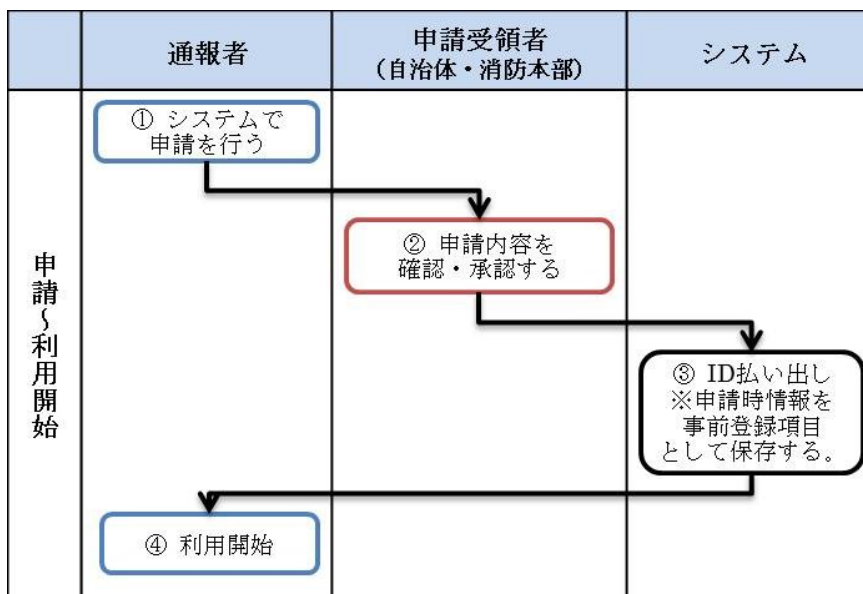 通報者
申請受領者
（自治体・消防本部）
システム
申請～利用開始
① システムで
申請を行う
② 申請内容を
確認・承認する
③ ID払い出し
※申請時情報を
事前登録項目
として保存する。
④ 利用開始